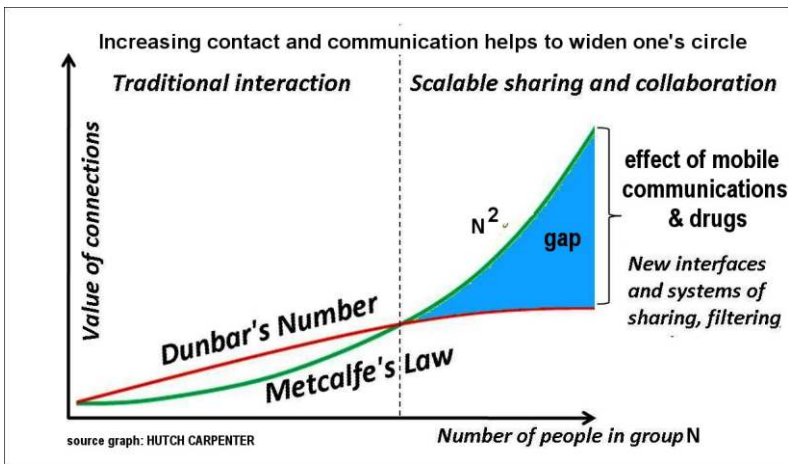 Increasing contact and communication helps to widen one's circle
Traditional interaction
Scalable sharing and collaboration
Value of connections
effect of mobile
communications
& drugs
N²
gap
New interfaces
and systems of
sharing, filtering
Dunbar's Number
Metcalfe's Law
source graph: HUTCH CARPENTER
Number of people in group N